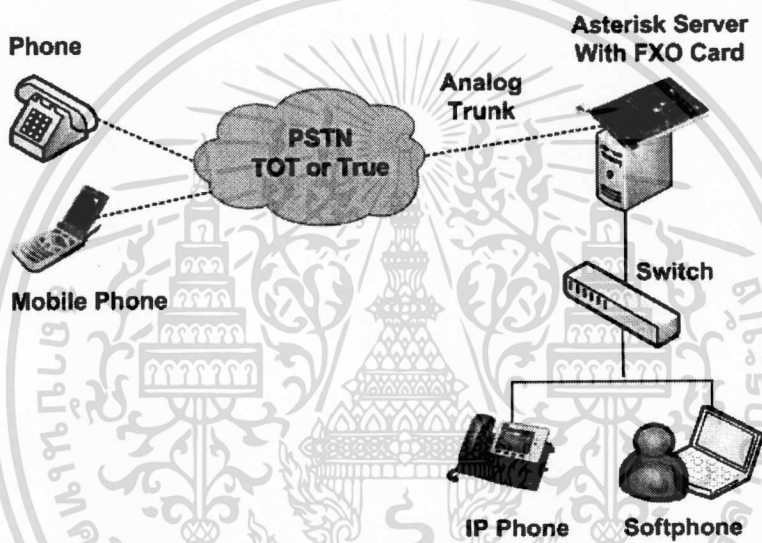 Phone
Mobile Phone
PSTN
TOT or True
Analog
Trunk
Asterisk Server
With FXO Card
Switch
IP Phone
Softphone